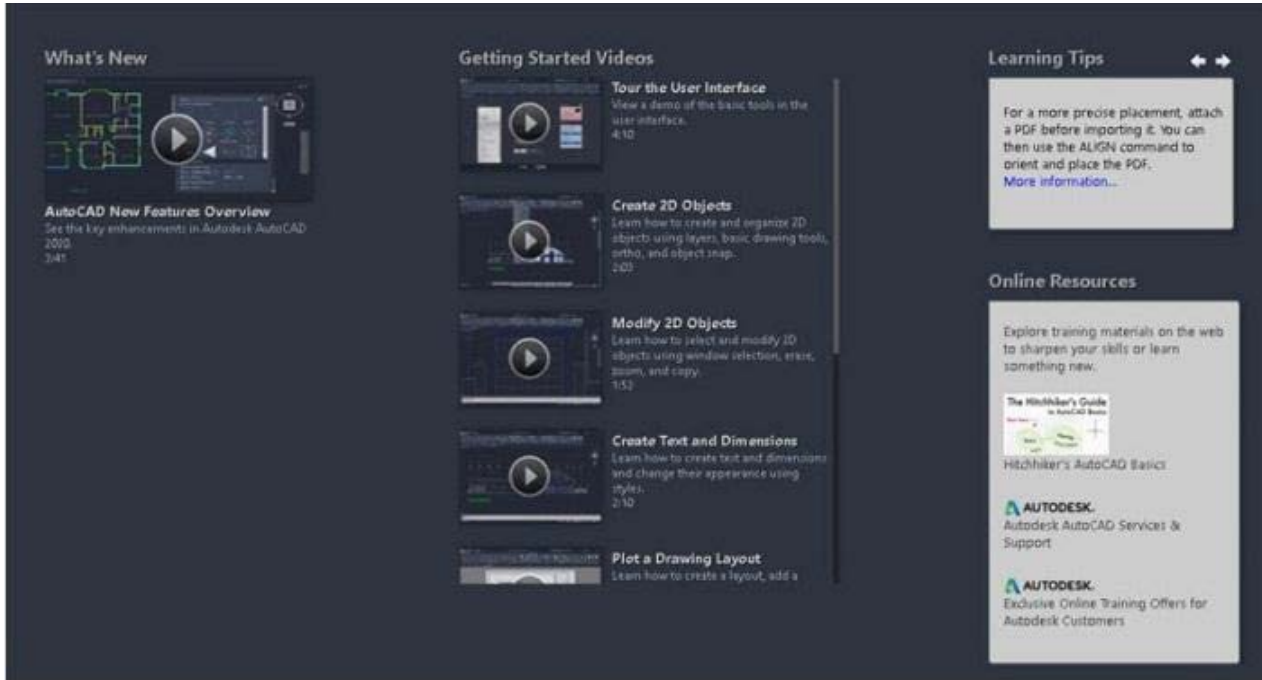 What's New
AutoCAD New Features Overview
See the key enhancements in Autodesk AutoCAD
2020.
3:41
Getting Started Videos
Tour the User Interface
View a demo of the basic tools in the
user interface.
4:10
Create 2D Objects
Learn how to create and organize 2D
objects using layers, basic drawing tools,
ortho, and object snap.
2:03
Modify 2D Objects
Learn how to select and modify 2D
objects using window selection, erase,
zoom, and copy.
1:52
Create Text and Dimensions
Learn how to create text and dimensions
and change their appearance using
styles.
2:10
Plot a Drawing Layout
Learn how to create a layout, add a
Learning Tips
For a more precise placement, attach
a PDF before importing it. You can
then use the ALIGN command to
orient and place the PDF.
More information...
Online Resources
Explore training materials on the web
to sharpen your skills or learn
something new.
The Hitchhiker's Guide
to AutoCAD Basics
Hitchhiker's AutoCAD Basics
AUTODESK.
Autodesk AutoCAD Services &
Support
AUTODESK.
Exclusive Online Training Offers for
Autodesk Customers